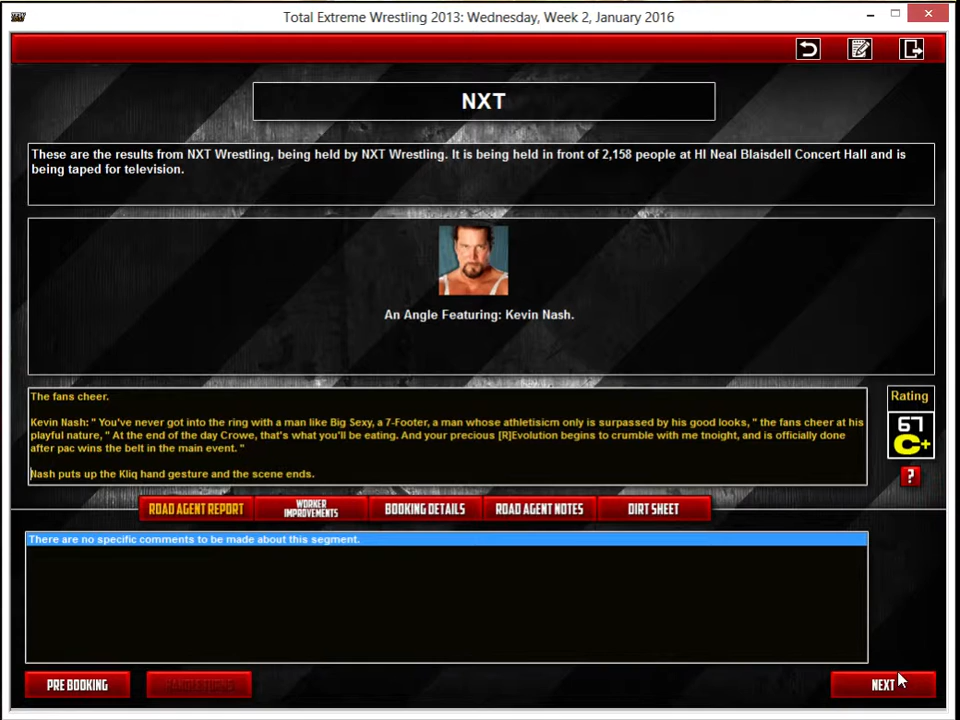 Total Extreme Wrestling 2013: Wednesday, Week 2, January 2016
NXT
These are the results from NXT Wrestling, being held by NXT Wrestling. It is being held in front of 2,158 people at HI Neal Blaisdell Concert Hall and is
being taped for television.
An Angle Featuring: Kevin Nash.
The fans cheer.
Kevin Nash: " You've never got into the ring with a man like Big Sexy, a 7-Footer, a man whose athletisicm only is surpassed by his good looks, " the fans cheer at his
playful nature, " At the end of the day Crowe, that's what you'll be eating. And your precious [R]Evolution begins to crumble with me tnoight, and is officially done
after pac wins the belt in the main event. "
Nash puts up the Kliq hand gesture and the scene ends.
Rating
67
C+
?
ROAD AGENT REPORT
WORKER
IMPROVEMENTS
BOOKING DETAILS
ROAD AGENT NOTES
DIRT SHEET
There are no specific comments to be made about this segment.
PRE BOOKING
NEXT